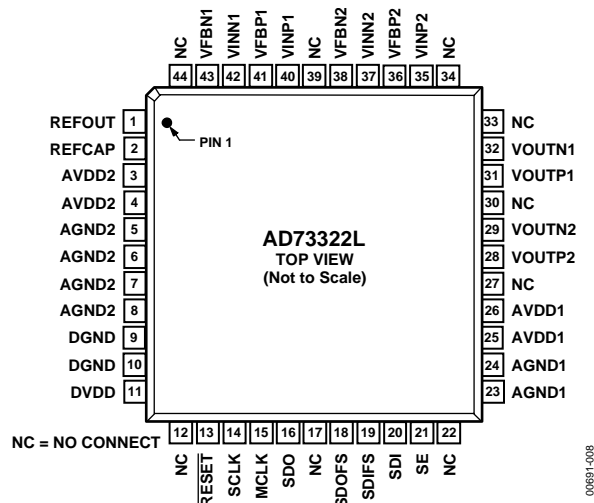 NC VFBN1 VINN1 VFBP1 VINP1 NC VFBN2 VINN2 VFBP2 VINP2 NC
44 43 42 41 40 39 38 37 36 35 34
REFOUT 1
REFCAP 2
AVDD2 3
AVDD2 4
AGND2 5
AGND2 6
AGND2 7
AGND2 8
DGND 9
DGND 10
DVDD 11
PIN 1
AD73322L
TOP VIEW
(Not to Scale)
33 NC
32 VOUTN1
31 VOUTP1
30 NC
29 VOUTN2
28 VOUTP2
27 NC
26 AVDD1
25 AVDD1
24 AGND1
23 AGND1
12 13 14 15 16 17 18 19 20 21 22
NC RESET SCLK MCLK SDO NC SDOFS SDIFS SDI SE NC
NC = NO CONNECT
00691-008